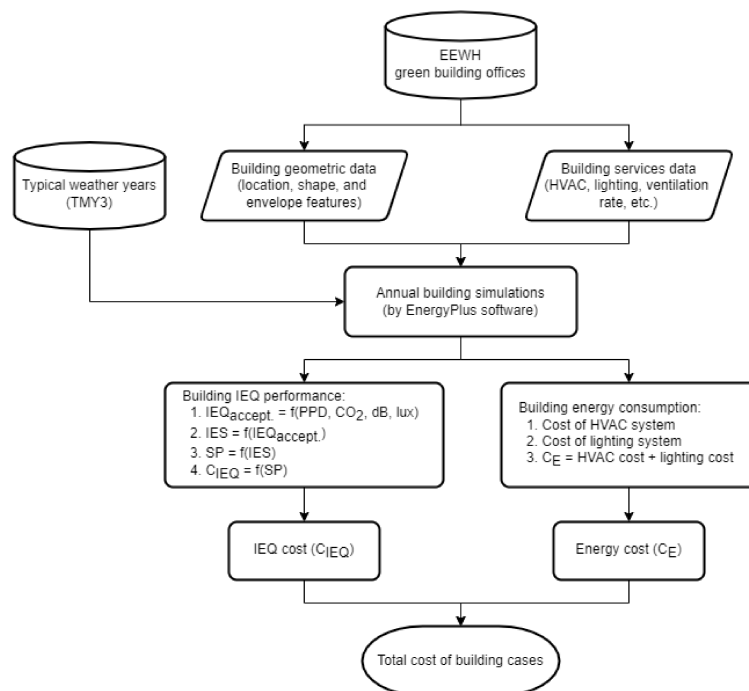 EEWH
green building offices
Typical weather years
(TMY3)
Building geometric data
(location, shape, and
envelope features)
Building services data
(HVAC, lighting, ventilation
rate, etc.)
Annual building simulations
(by EnergyPlus software)
Building IEQ performance:
1. IEQaccept. = f(PPD, CO2, dB, lux)
2. IES = f(IEQaccept.)
3. SP = f(IES)
4. CIEQ = f(SP)
Building energy consumption:
1. Cost of HVAC system
2. Cost of lighting system
3. CE = HVAC cost + lighting cost
IEQ cost (CIEQ)
Energy cost (CE)
Total cost of building cases